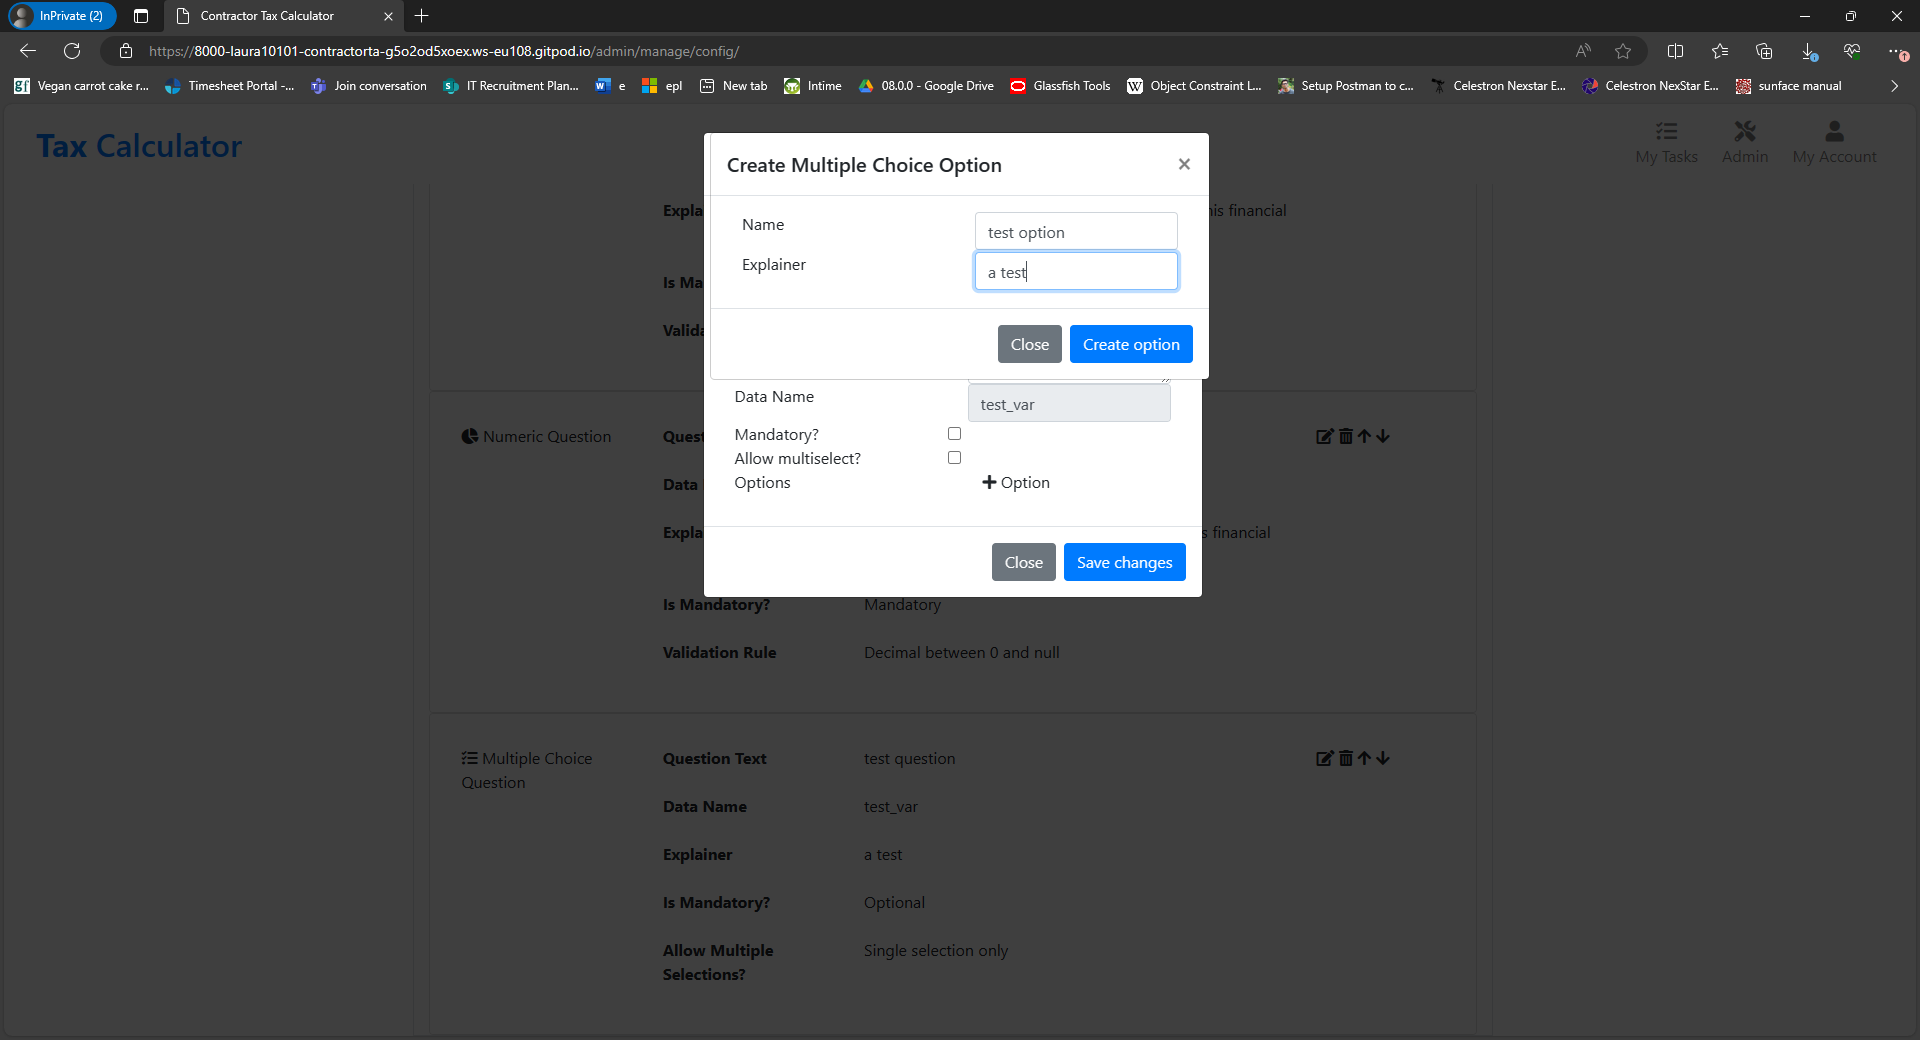 InPrivate (2)
Contractor Tax Calculator
https://8000-laura10101-contractorta-g5o2od5xoex.ws-eu108.gitpod.io/admin/manage/config/
gf Vegan carrot cake r... Timesheet Portal -... Join conversation IT Recruitment Plan... e epl New tab Intime 08.0.0 - Google Drive Glassfish Tools Object Constraint L... Setup Postman to c... Celestron Nexstar E... Celestron NexStar E... sunface manual
Tax Calculator
My Tasks Admin My Account
Create Multiple Choice Option ×
Name test option
Explainer a test
Close Create option
Expla his financial
Is Ma
Valida
Data Name test_var
Mandatory?
Allow multiselect?
Options + Option
Close Save changes
Numeric Question Quest
Data
Expla s financial
Is Mandatory? Mandatory
Validation Rule Decimal between 0 and null
Multiple Choice Question
Question Text test question
Data Name test_var
Explainer a test
Is Mandatory? Optional
Allow Multiple Selections? Single selection only